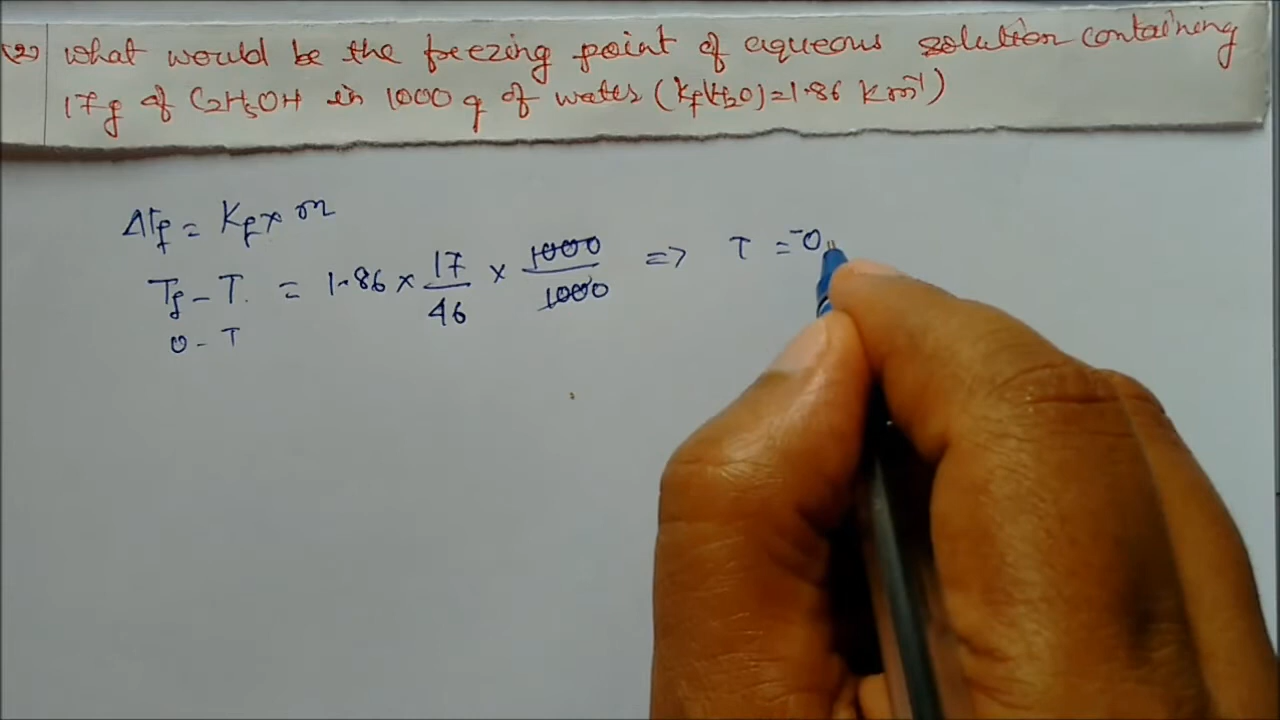 (2) What would be the freezing point of aqueous solution containing
17g of C2H5OH in 1000 g of water (Kf(H2O)=1.86 K m⁻¹)
ΔTf = Kf × m
Tf - T. = 1.86 × 17/46 × 1000/1000 => T = -0.
0 - T